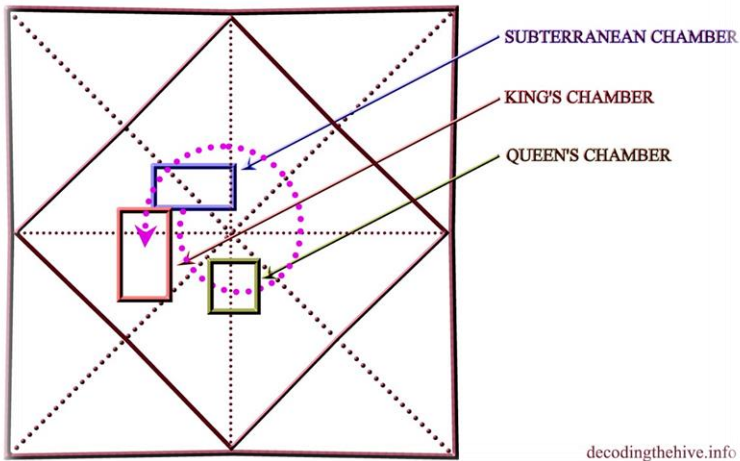 SUBTERRANEAN CHAMBER
KING'S CHAMBER
QUEEN'S CHAMBER
decodingthehive.info